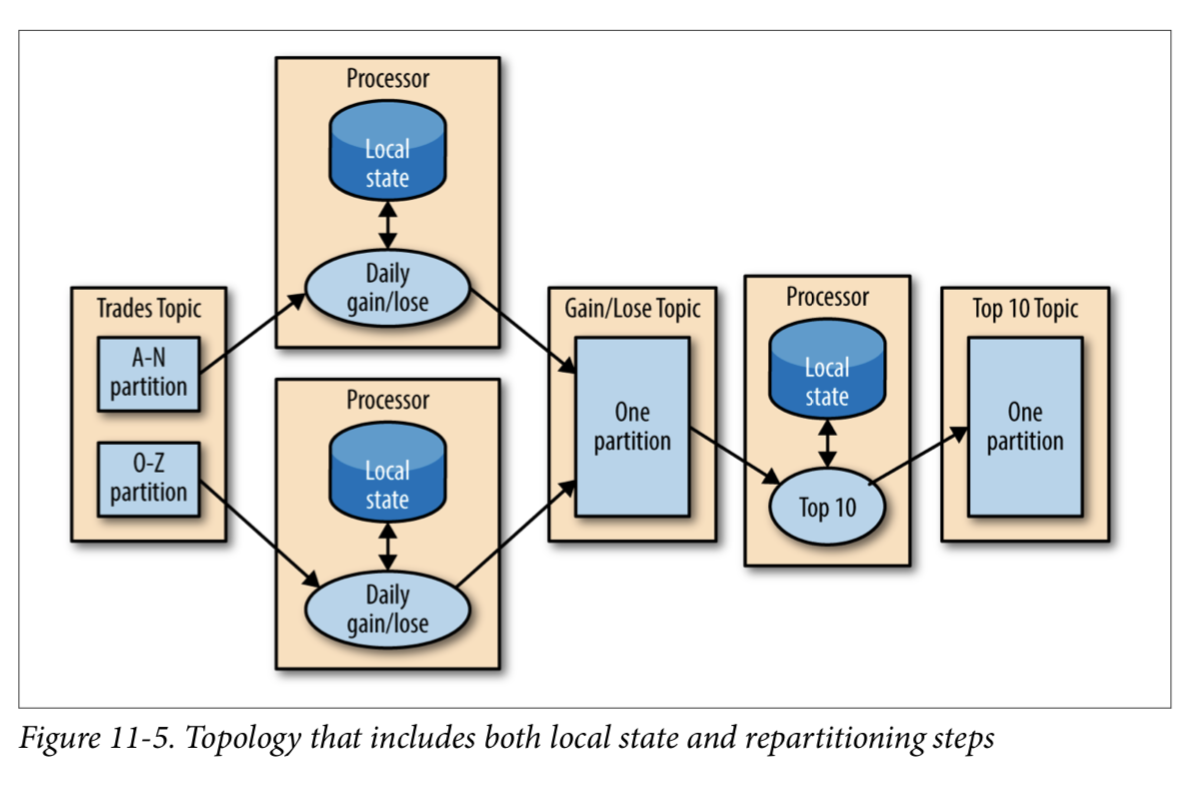 Processor
Local
state
Daily
gain/lose
Trades Topic
A-N
partition
O-Z
partition
Processor
Local
state
Daily
gain/lose
Gain/Lose Topic
One
partition
Processor
Local
state
Top 10
Top 10 Topic
One
partition
Figure 11-5. Topology that includes both local state and repartitioning steps